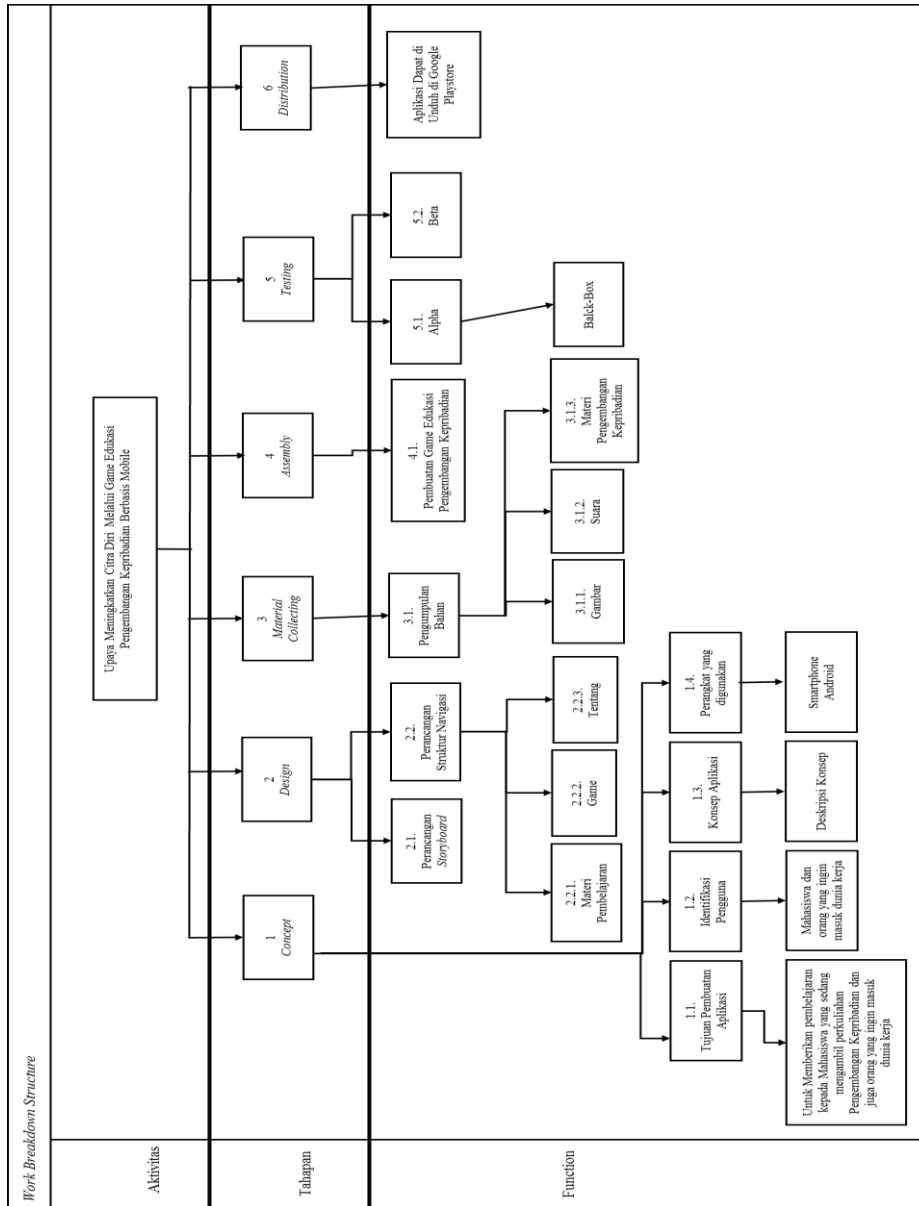 Work Breakdown Structure
Aktivitas
Upaya Meningkatkan Citra Diri Melalui Game Edukasi
Pengembangan Kepribadian Berbasis Mobile
Tahapan
1
Concept
2
Design
3
Material
Collecting
4
Assembly
5
Testing
6
Distribution
Function
2.1.
Perancangan
Storyboard
2.2.
Perancangan
Struktur Navigasi
3.1.
Pengumpulan
Bahan
4.1.
Pembuatan Game Edukasi
Pengembangan Kepribadian
5.1.
Alpha
5.2.
Beta
Aplikasi Dapat di
Unduh di Google
Playstore
2.2.1.
Materi
Pembelajaran
2.2.2.
Game
2.2.3.
Tentang
3.1.1.
Gambar
3.1.2.
Suara
3.1.3.
Materi
Pengembangan
Kepribadian
Balck-Box
1.1.
Tujuan Pembuatan
Aplikasi
1.2.
Identifikasi
Pengguna
1.3.
Konsep Aplikasi
1.4.
Perangkat yang
digunakan
Untuk Memberikan pembelajaran
kepada Mahasiswa yang sedang
mengambil perkuliahan
Pengembangan Kepribadian dan
juga orang yang ingin masuk
dunia kerja
Mahasiswa dan
orang yang ingin
masuk dunia kerja
Deskripsi Konsep
Smartphone
Android